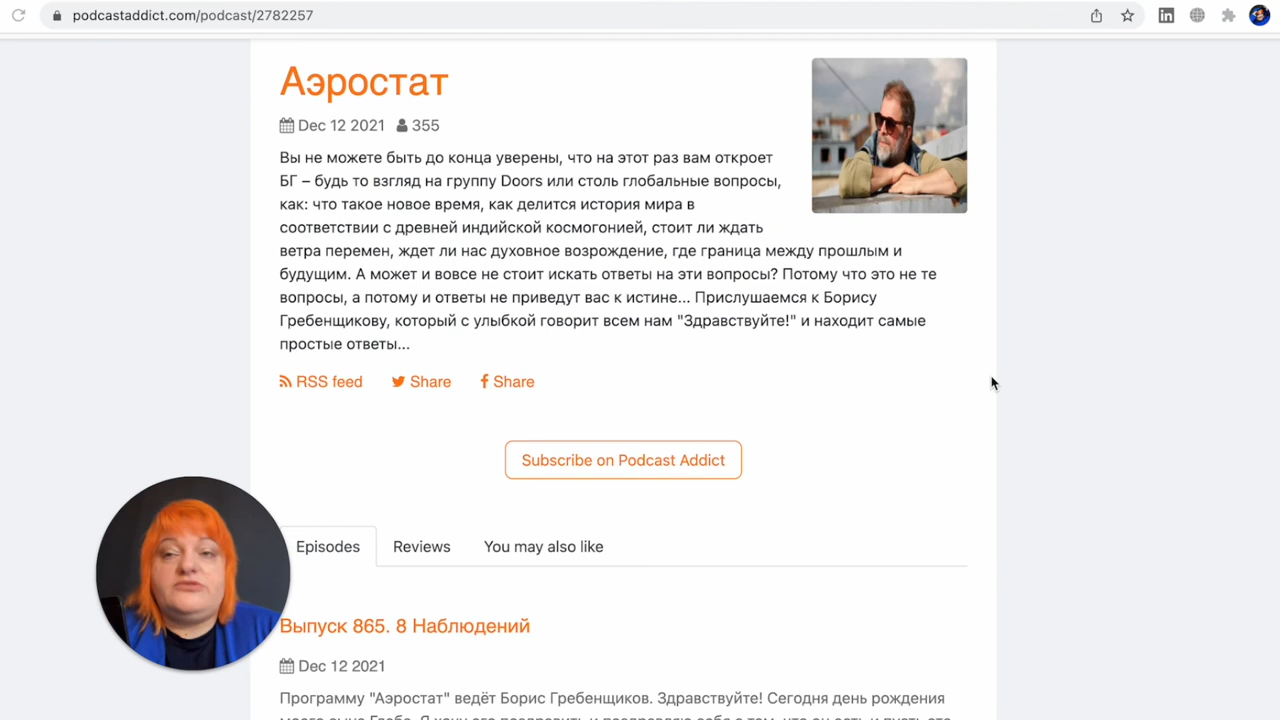 podcastaddict.com/podcast/2782257
Аэростат
Dec 12 2021 355
Вы не можете быть до конца уверены, что на этот раз вам откроет
БГ – будь то взгляд на группу Doors или столь глобальные вопросы,
как: что такое новое время, как делится история мира в
соответствии с древней индийской космогонией, стоит ли ждать
ветра перемен, ждет ли нас духовное возрождение, где граница между прошлым и
будущим. А может и вовсе не стоит искать ответы на эти вопросы? Потому что это не те
вопросы, а потому и ответы не приведут вас к истине... Прислушаемся к Борису
Гребенщикову, который с улыбкой говорит всем нам "Здравствуйте!" и находит самые
простые ответы...
RSS feed Share Share
Subscribe on Podcast Addict
Episodes Reviews You may also like
Выпуск 865. 8 Наблюдений
Dec 12 2021
Программу "Аэростат" ведёт Борис Гребенщиков. Здравствуйте! Сегодня день рождения